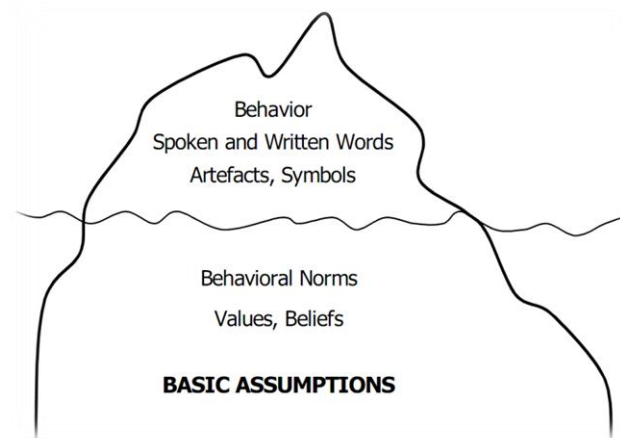 Behavior
Spoken and Written Words
Artefacts, Symbols
Behavioral Norms
Values, Beliefs
BASIC ASSUMPTIONS